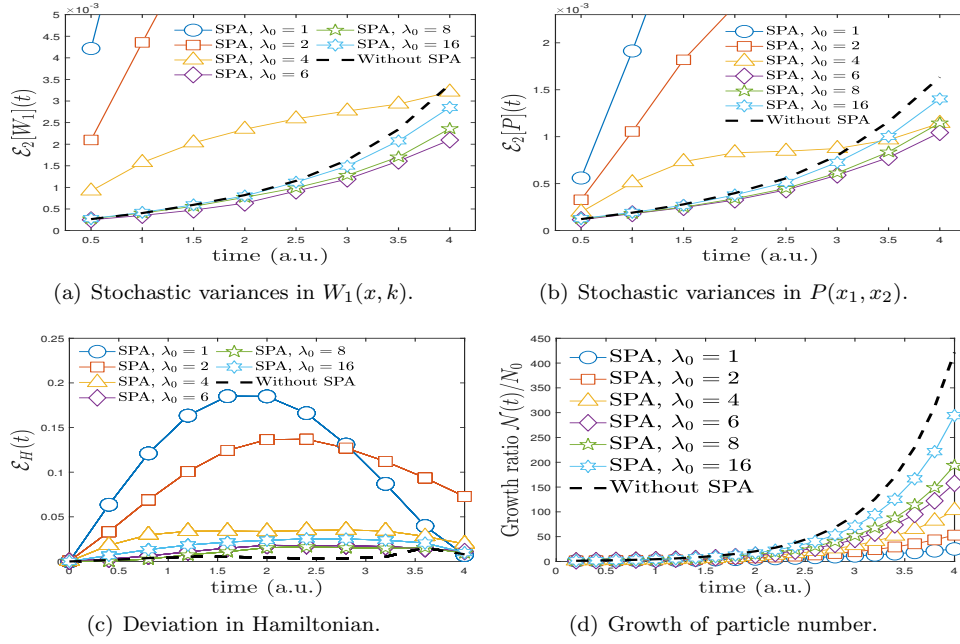 ×10⁻³
5
4.5
4
3.5
3
2.5
2
1.5
1
0.5
0
ℰ₂[W₁](t)
SPA, λ₀ = 1
SPA, λ₀ = 2
SPA, λ₀ = 4
SPA, λ₀ = 6
SPA, λ₀ = 8
SPA, λ₀ = 16
Without SPA
0.5 1 1.5 2 2.5 3 3.5 4
time (a.u.)
(a) Stochastic variances in W₁(x, k).
×10⁻³
2
1.5
1
0.5
0
ℰ₂[P](t)
SPA, λ₀ = 1
SPA, λ₀ = 2
SPA, λ₀ = 4
SPA, λ₀ = 6
SPA, λ₀ = 8
SPA, λ₀ = 16
Without SPA
0.5 1 1.5 2 2.5 3 3.5 4
time (a.u.)
(b) Stochastic variances in P(x₁, x₂).
0.25
0.2
0.15
0.1
0.05
0
ℰ_H(t)
SPA, λ₀ = 1
SPA, λ₀ = 2
SPA, λ₀ = 4
SPA, λ₀ = 6
SPA, λ₀ = 8
SPA, λ₀ = 16
Without SPA
0 0.5 1 1.5 2.0 2.5 3.0 3.5 4.0
time (a.u.)
(c) Deviation in Hamiltonian.
450
400
350
300
250
200
150
100
50
0
Growth ratio 𝒩(t)/N₀
SPA, λ₀ = 1
SPA, λ₀ = 2
SPA, λ₀ = 4
SPA, λ₀ = 6
SPA, λ₀ = 8
SPA, λ₀ = 16
Without SPA
0 0.5 1.0 1.5 2.0 2.5 3.0 3.5 4
time (a.u.)
(d) Growth of particle number.